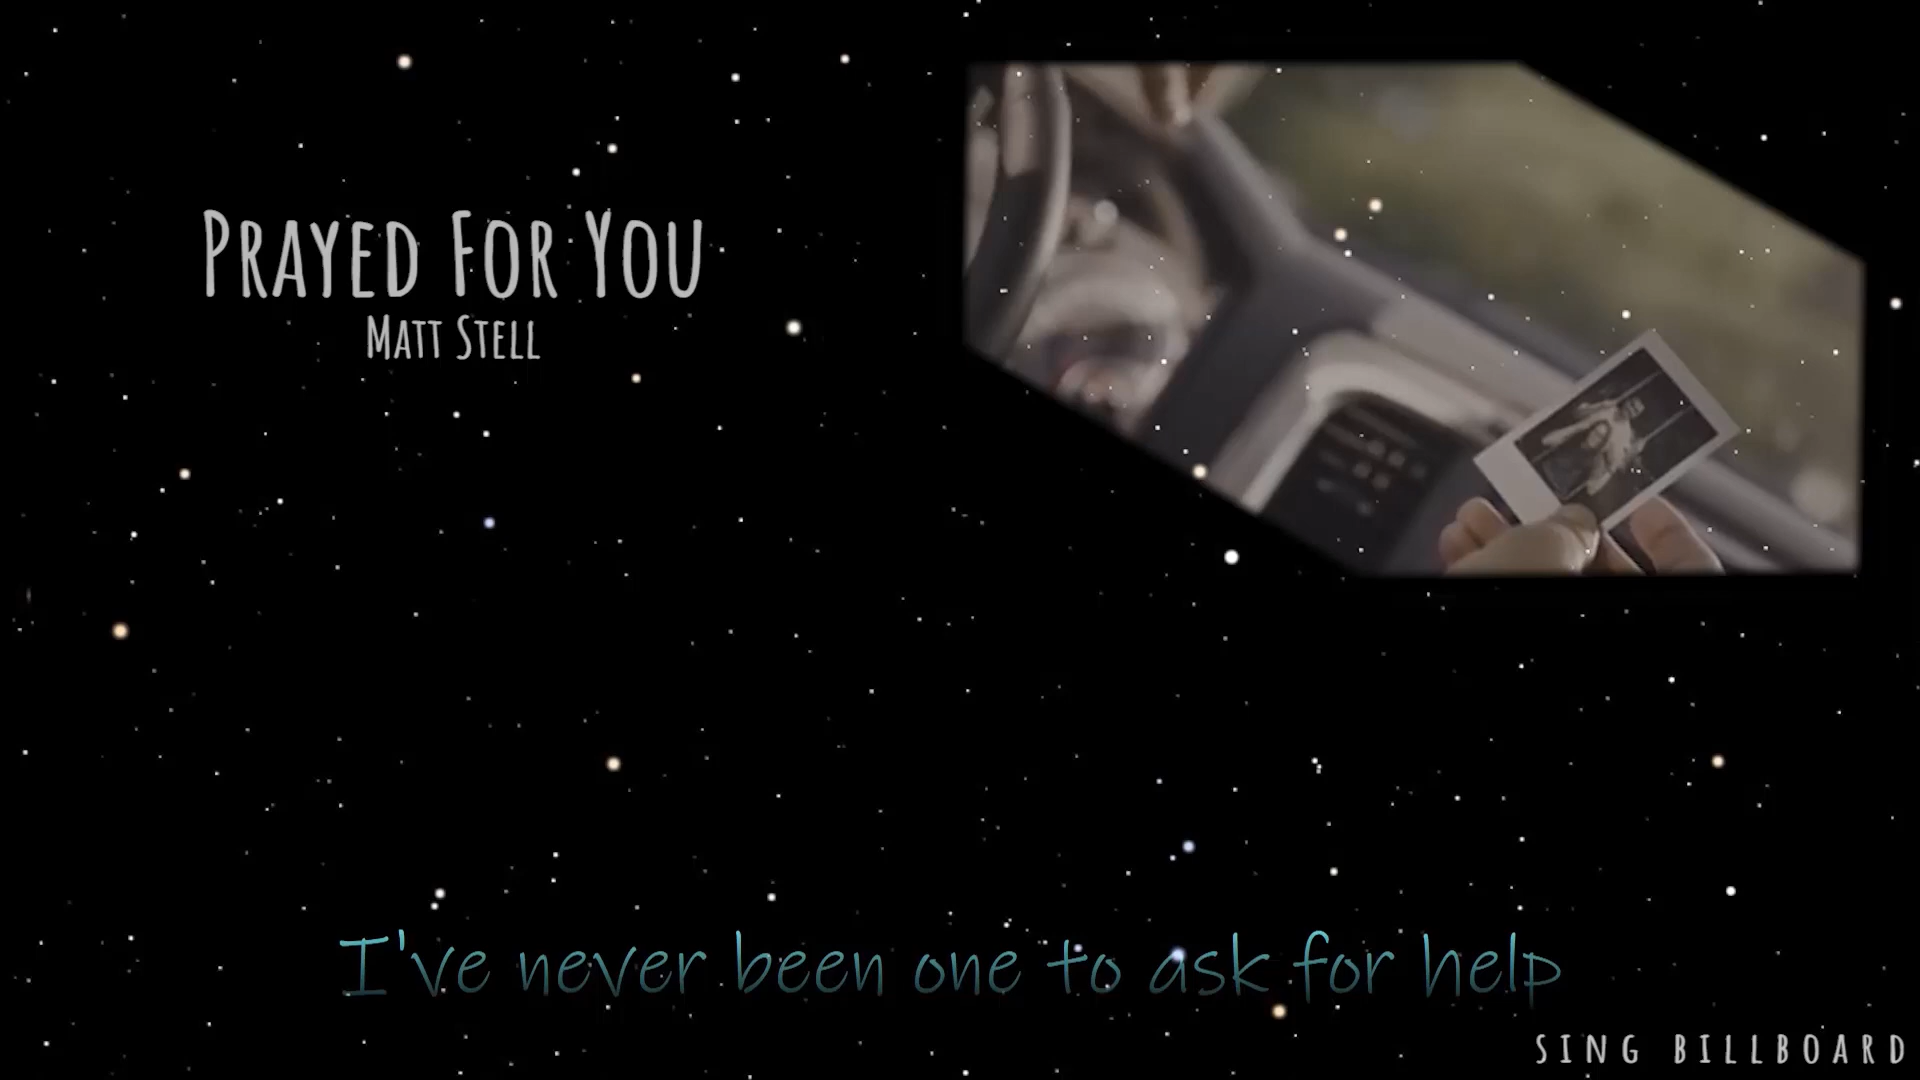 Prayed For You
Matt Stell
I've never been one to ask for help
SING BILLBOARD